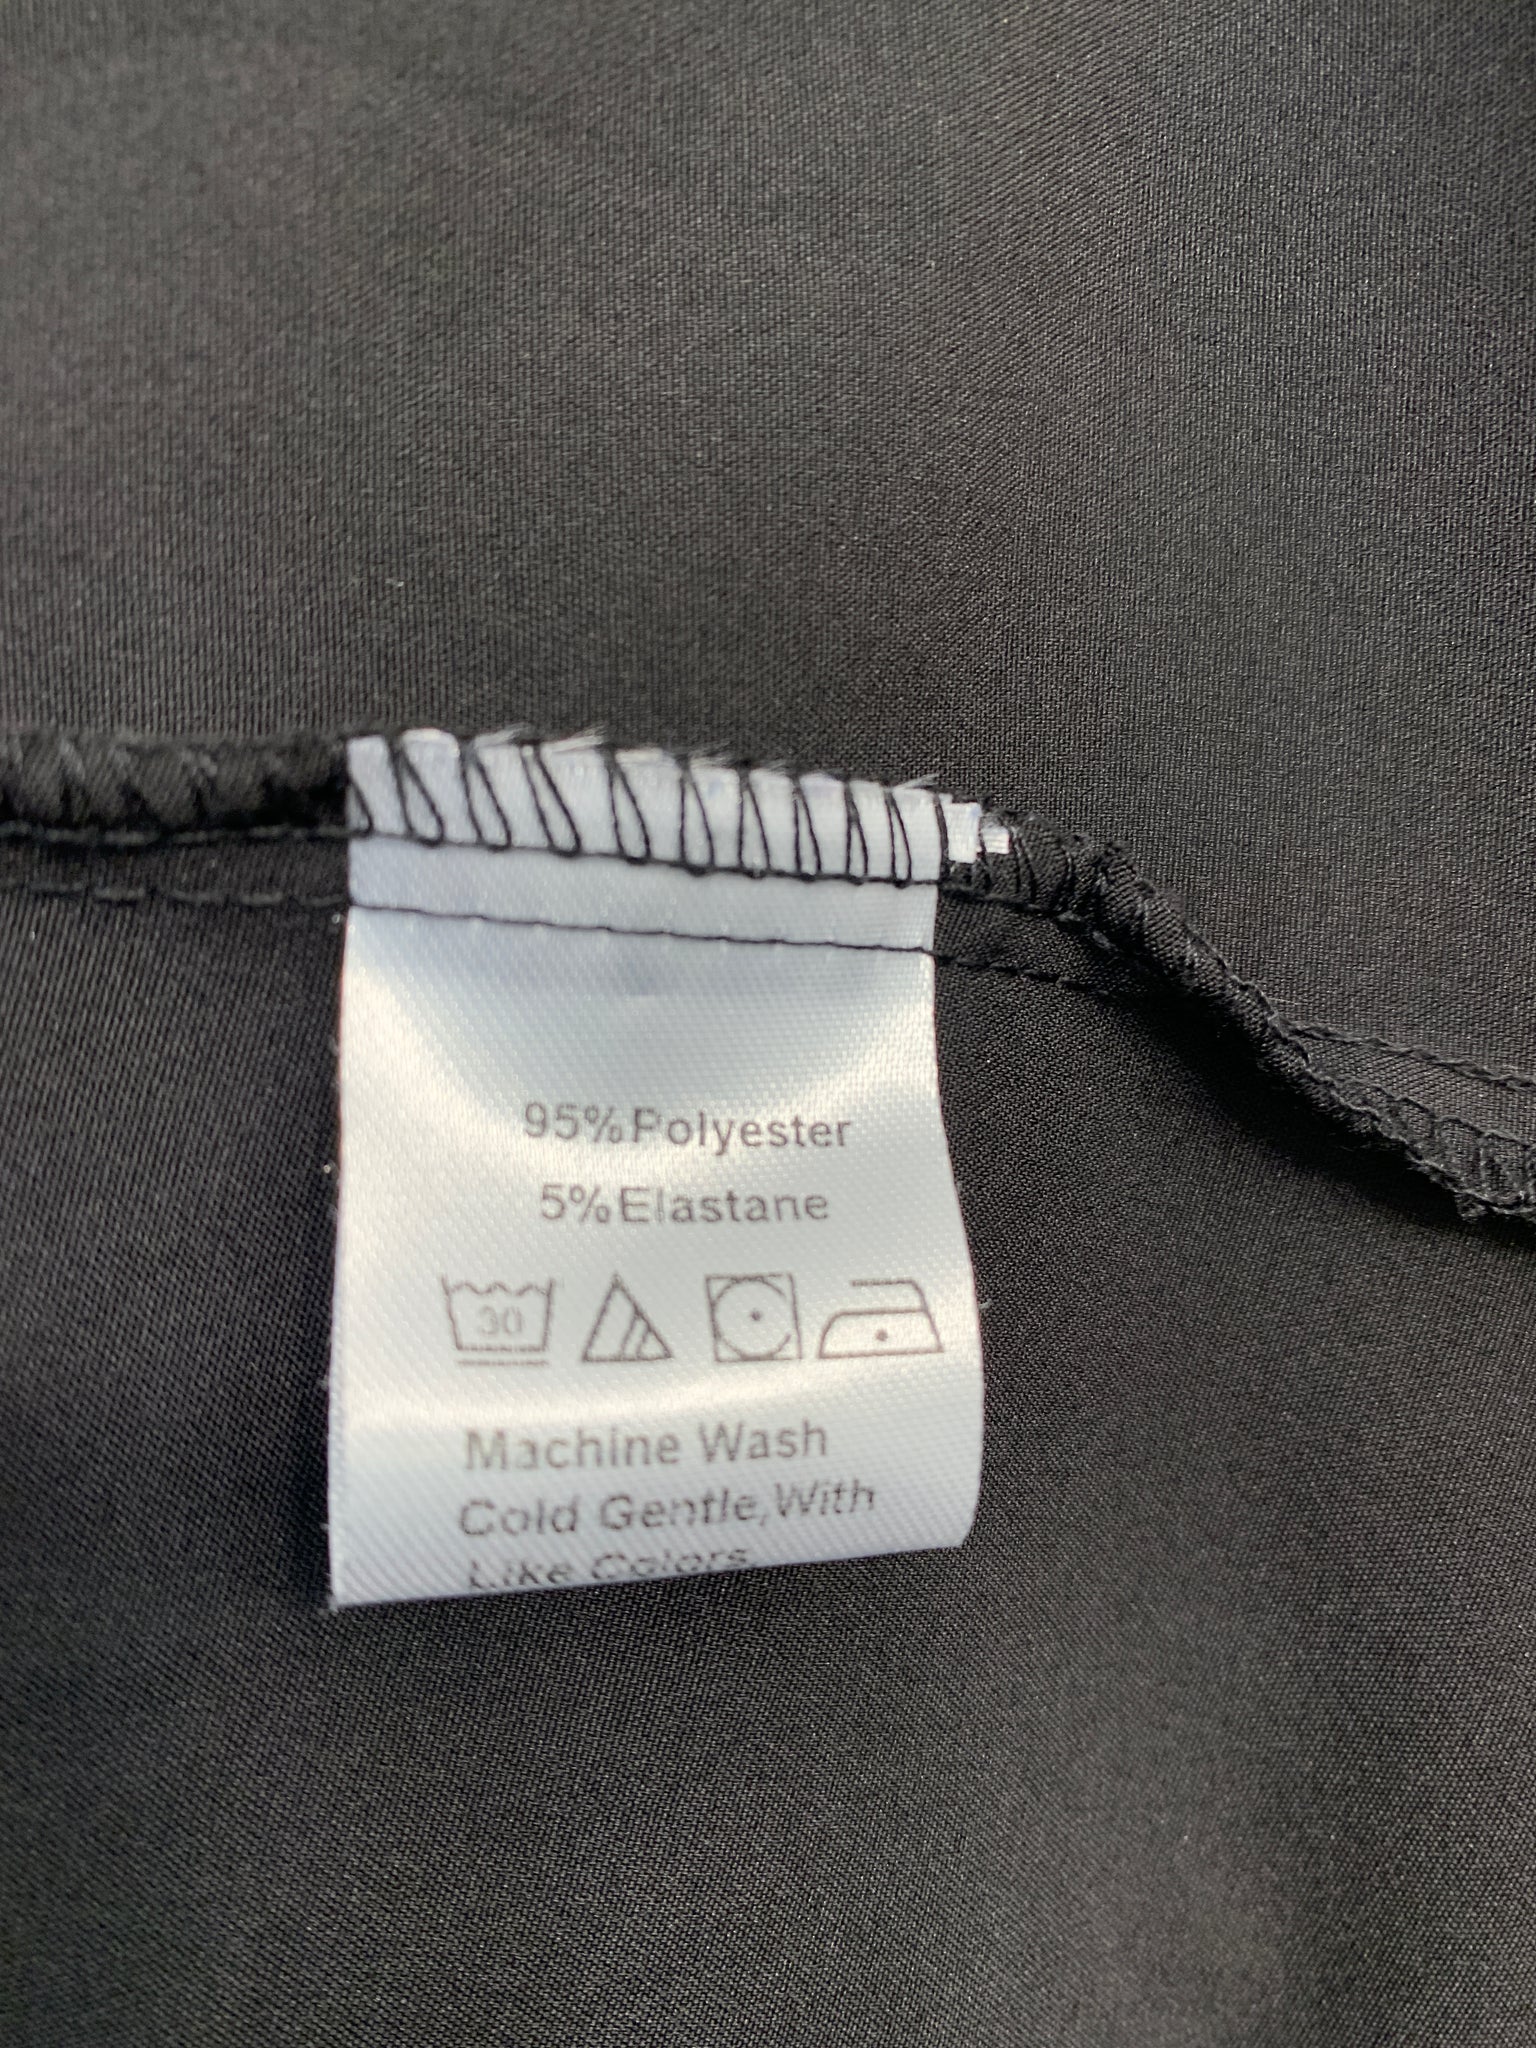 95%Polyester
5%Elastane
30
Machine Wash
Cold Gentle,With
Like Colors